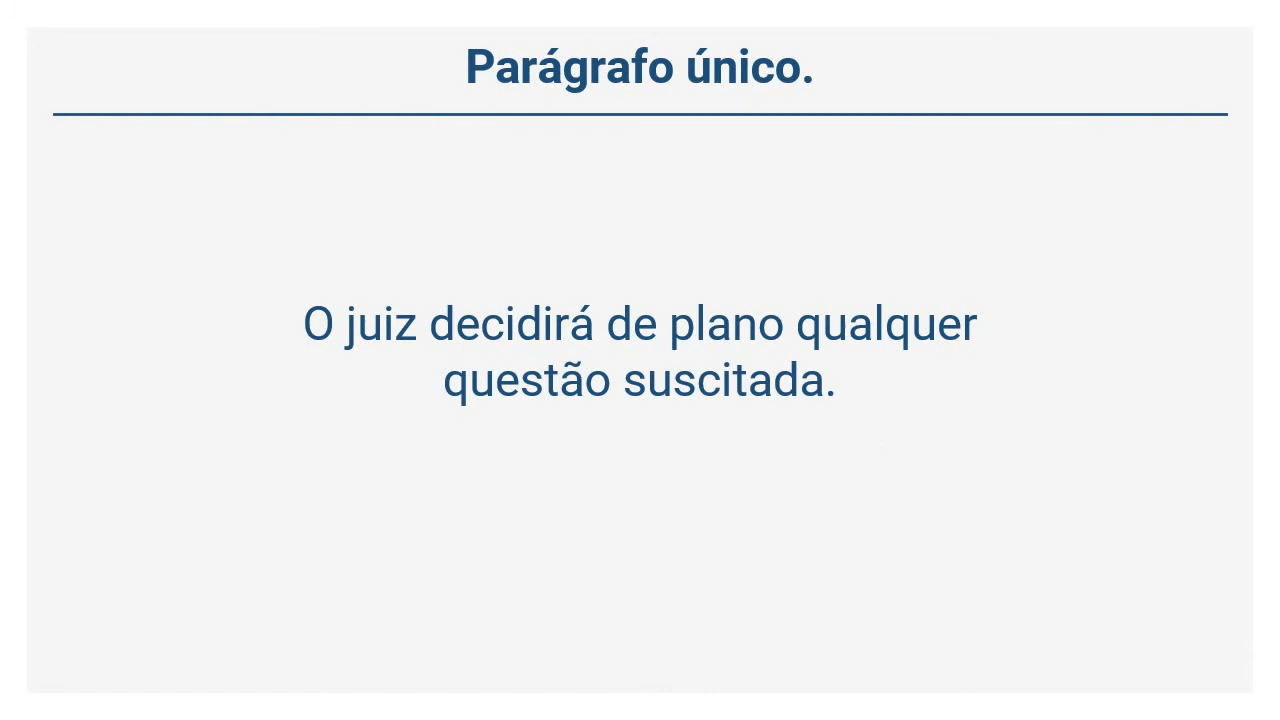 Parágrafo único.
O juiz decidirá de plano qualquer
questão suscitada.